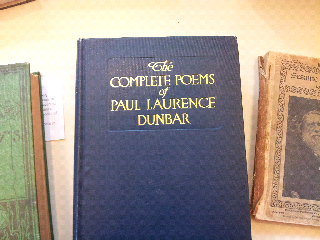 The
COMPLETE POEMS
of
PAUL LAURENCE
DUNBAR